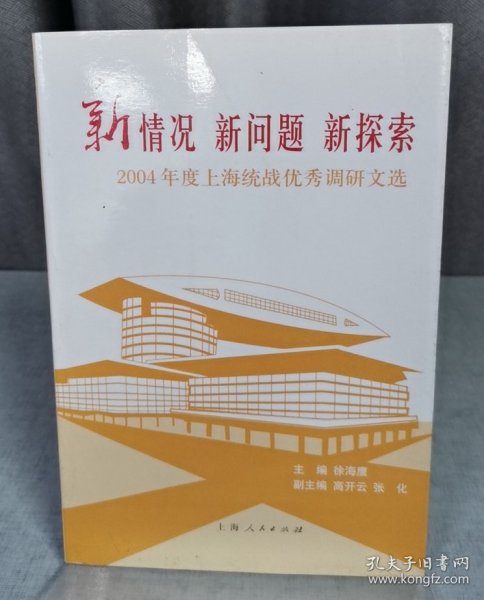 新情况 新问题 新探索
2004年度上海统战优秀调研文选
主 编 徐海鹰
副主编 高开云 张 化
上海人民出版社
孔夫子旧书网
www.kongfz.com